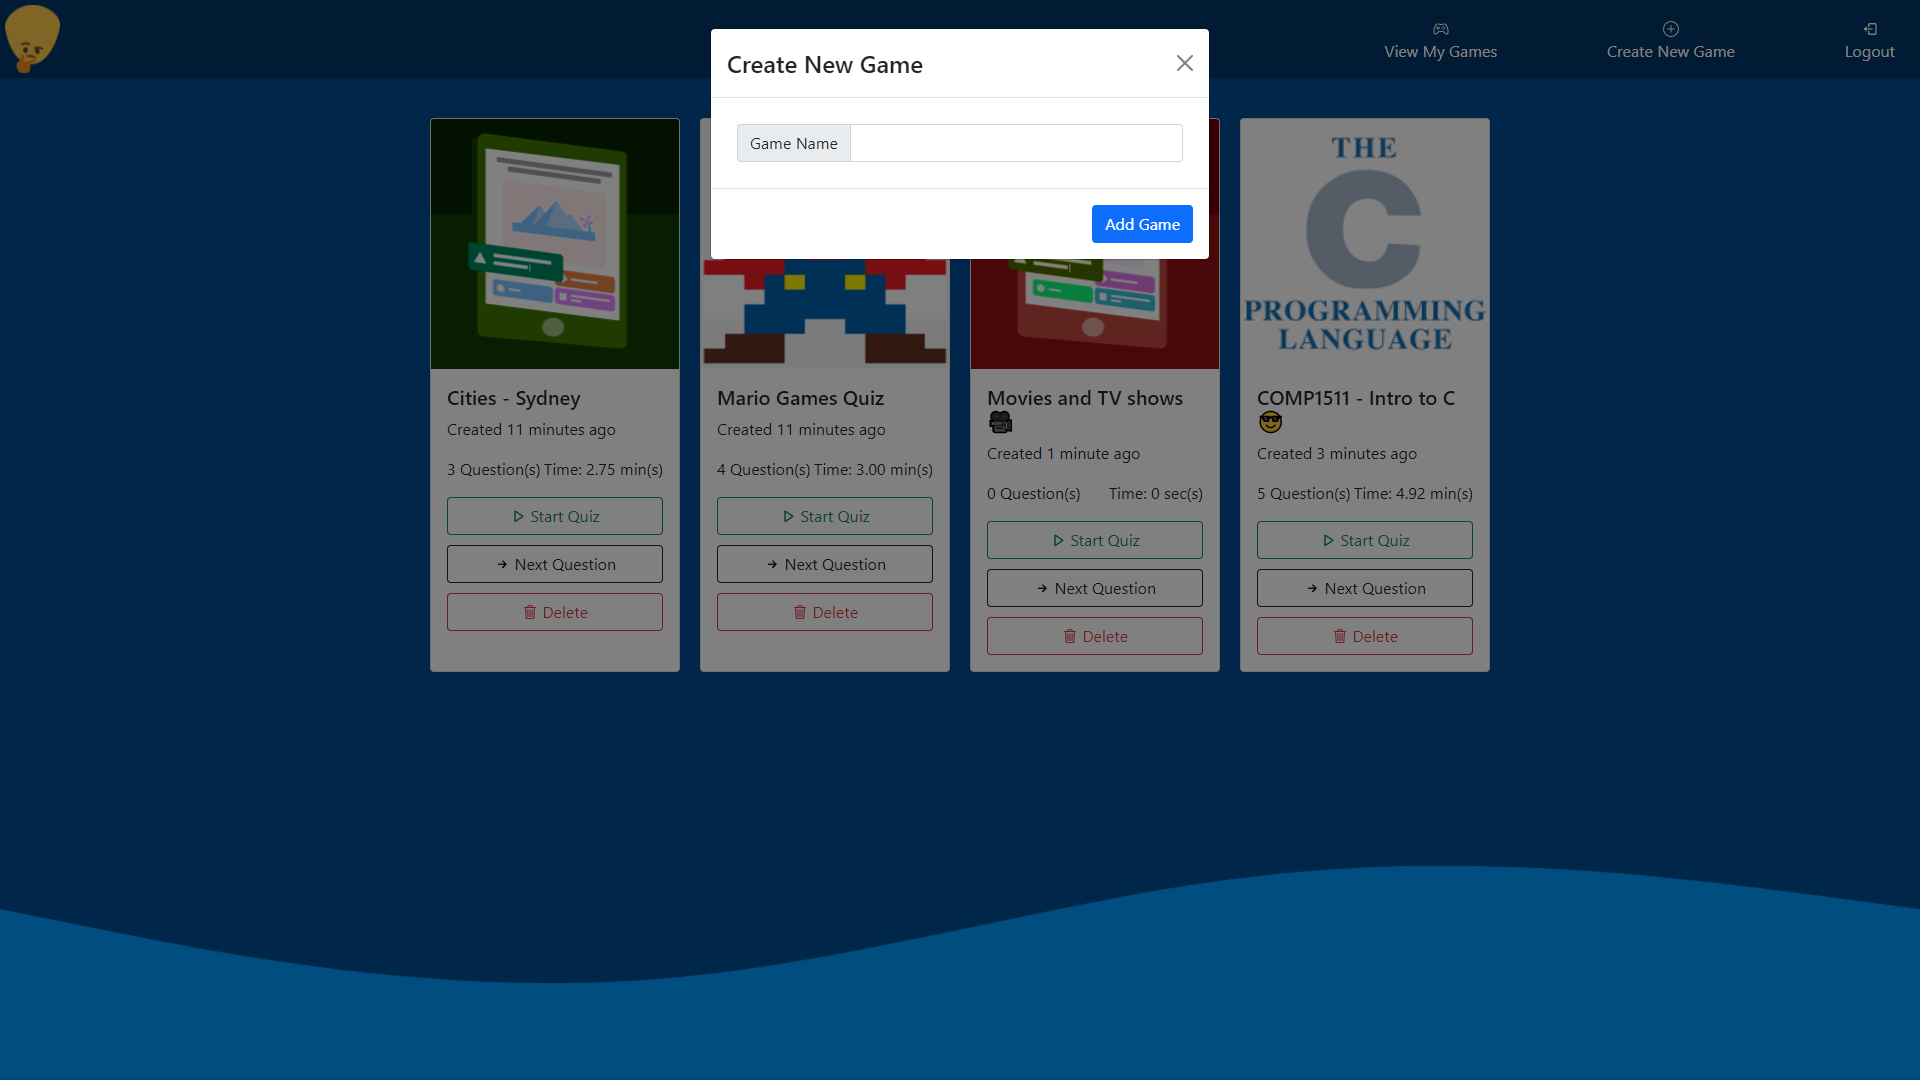 View My Games
Create New Game
Logout
Create New Game
Game Name
Add Game
Cities - Sydney
Created 11 minutes ago
3 Question(s) Time: 2.75 min(s)
Start Quiz
Next Question
Delete
Mario Games Quiz
Created 11 minutes ago
4 Question(s) Time: 3.00 min(s)
Start Quiz
Next Question
Delete
Movies and TV shows
🎥
Created 1 minute ago
0 Question(s) Time: 0 sec(s)
Start Quiz
Next Question
Delete
THE
C
PROGRAMMING
LANGUAGE
COMP1511 - Intro to C
😎
Created 3 minutes ago
5 Question(s) Time: 4.92 min(s)
Start Quiz
Next Question
Delete